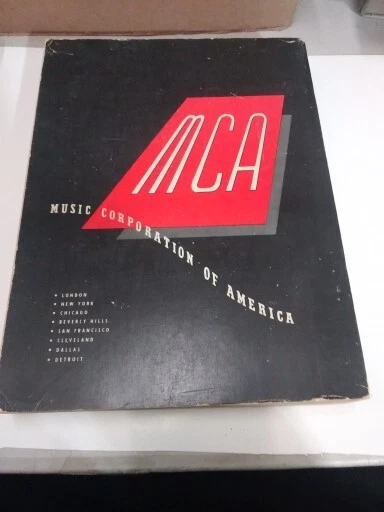 MCA
MUSIC CORPORATION OF AMERICA
• LONDON
• NEW YORK
• CHICAGO
• BEVERLY HILLS
• SAN FRANCISCO
• CLEVELAND
• DALLAS
• DETROIT